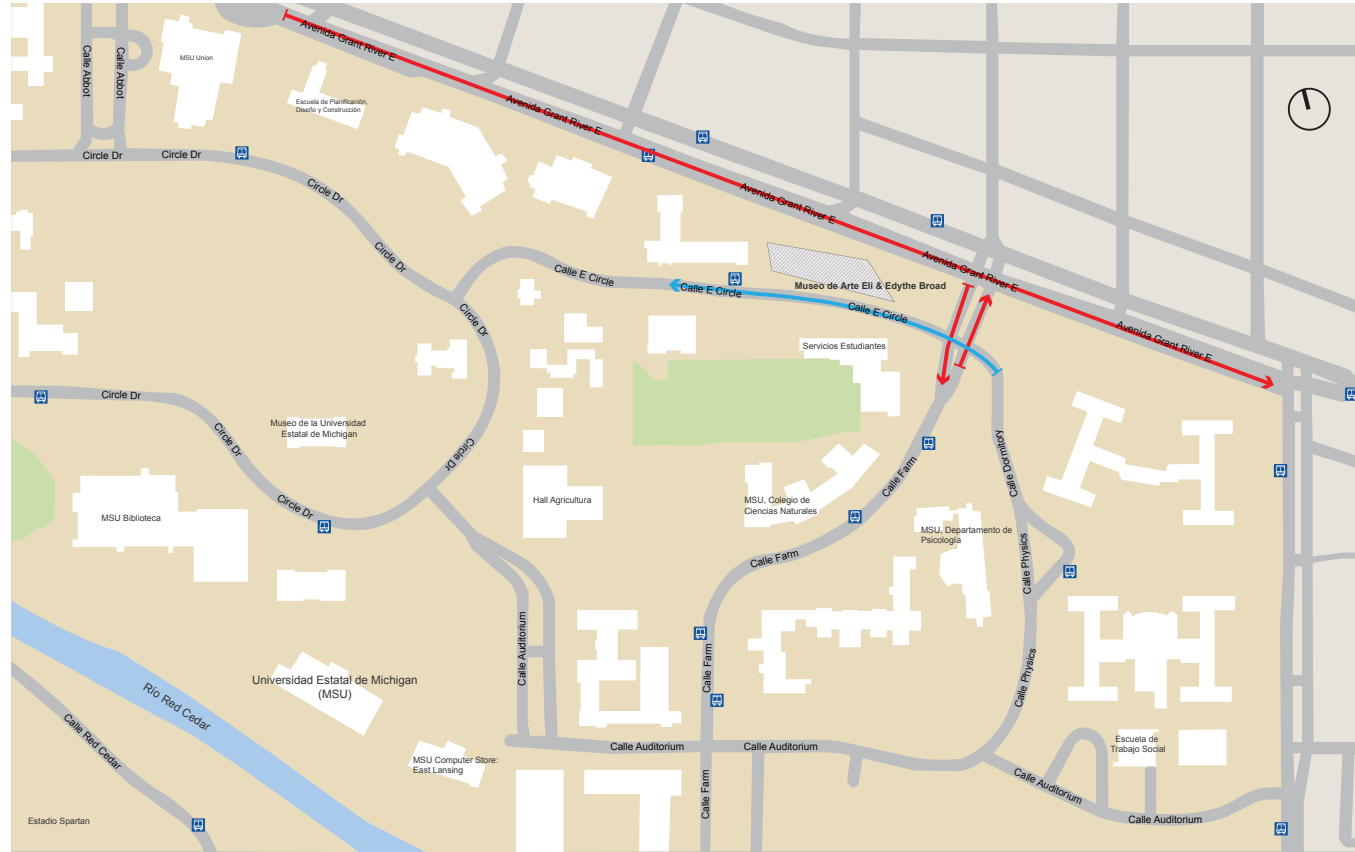 Avenida Grant River E
Calle Abbot
Calle Abbot
MSU Union
Escuela de Planificación,
Diseño y Construcción
Avenida Grant River E
Circle Dr
Circle Dr
Circle Dr
Avenida Grant River E
Circle Dr
Avenida Grant River E
Calle E Circle
Calle E Circle
Museo de Arte Eli & Edythe Broad
Calle E Circle
Circle Dr
Avenida Grant River E
Servicios Estudiantes
Circle Dr
Museo de la Universidad
Estatal de Michigan
Circle Dr
Circle Dr
Calle Dormitory
Calle Farm
MSU Biblioteca
Circle Dr
Hall Agricultura
MSU, Colegio de
Ciencias Naturales
MSU, Departamento de
Psicología
Calle Farm
Calle Physics
Calle Auditorium
Calle Farm
Calle Physics
Universidad Estatal de Michigan
(MSU)
Río Red Cedar
Calle Red Cedar
MSU Computer Store:
East Lansing
Calle Auditorium
Calle Auditorium
Escuela de
Trabajo Social
Calle Farm
Calle Auditorium
Calle Auditorium
Estadio Spartan